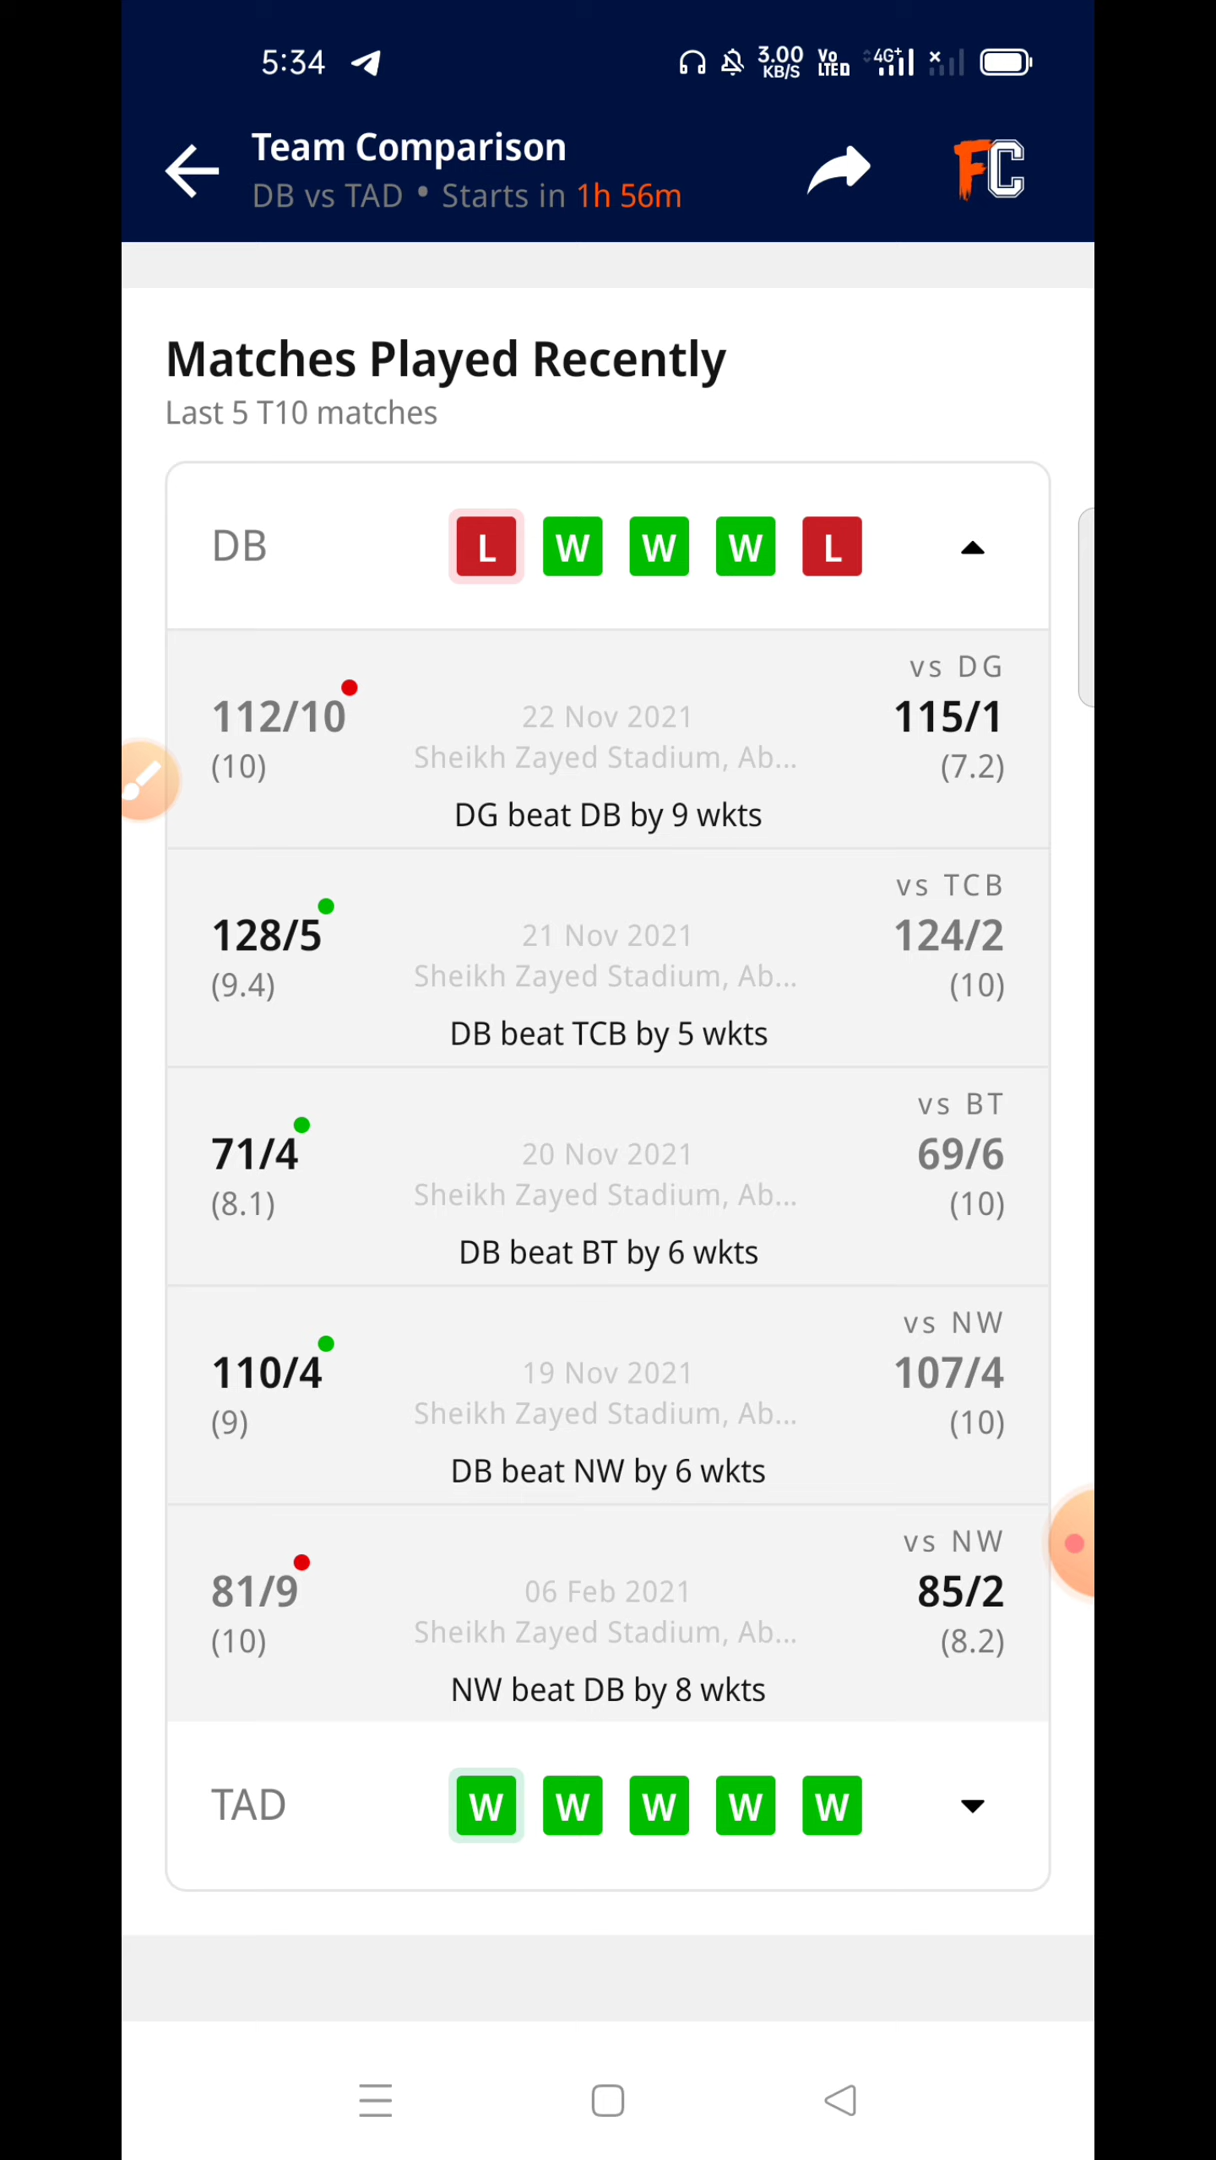 5:34
3.00 KB/S Vo LTED 4G+ x
Team Comparison
DB vs TAD • Starts in 1h 56m
FC
Matches Played Recently
Last 5 T10 matches
DB L W W W L
vs DG
112/10 22 Nov 2021 115/1
(10) Sheikh Zayed Stadium, Ab... (7.2)
DG beat DB by 9 wkts
vs TCB
128/5 21 Nov 2021 124/2
(9.4) Sheikh Zayed Stadium, Ab... (10)
DB beat TCB by 5 wkts
vs BT
71/4 20 Nov 2021 69/6
(8.1) Sheikh Zayed Stadium, Ab... (10)
DB beat BT by 6 wkts
vs NW
110/4 19 Nov 2021 107/4
(9) Sheikh Zayed Stadium, Ab... (10)
DB beat NW by 6 wkts
vs NW
81/9 06 Feb 2021 85/2
(10) Sheikh Zayed Stadium, Ab... (8.2)
NW beat DB by 8 wkts
TAD W W W W W